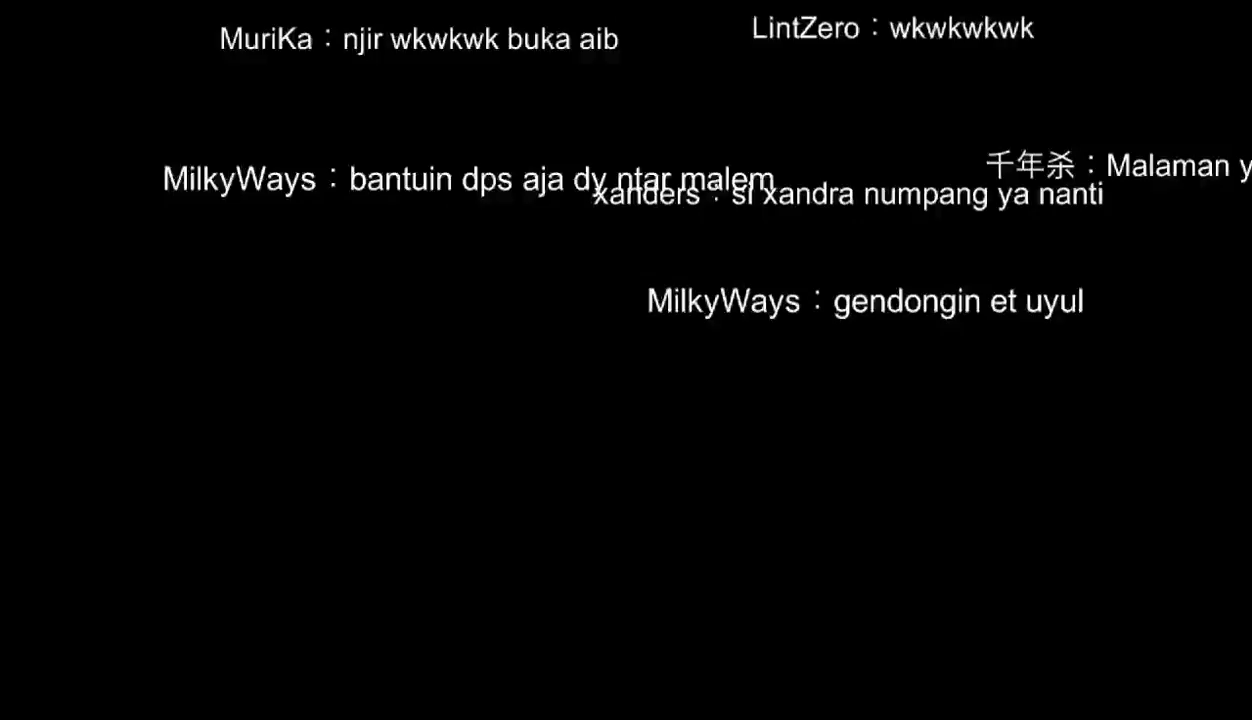 MuriKa：njir wkwkwk buka aib
LintZero：wkwkwkwk
MilkyWays：bantuin dps aja dy ntar malem
千年杀：Malaman y
xanders：si xandra numpang ya nanti
MilkyWays：gendongin et uyul